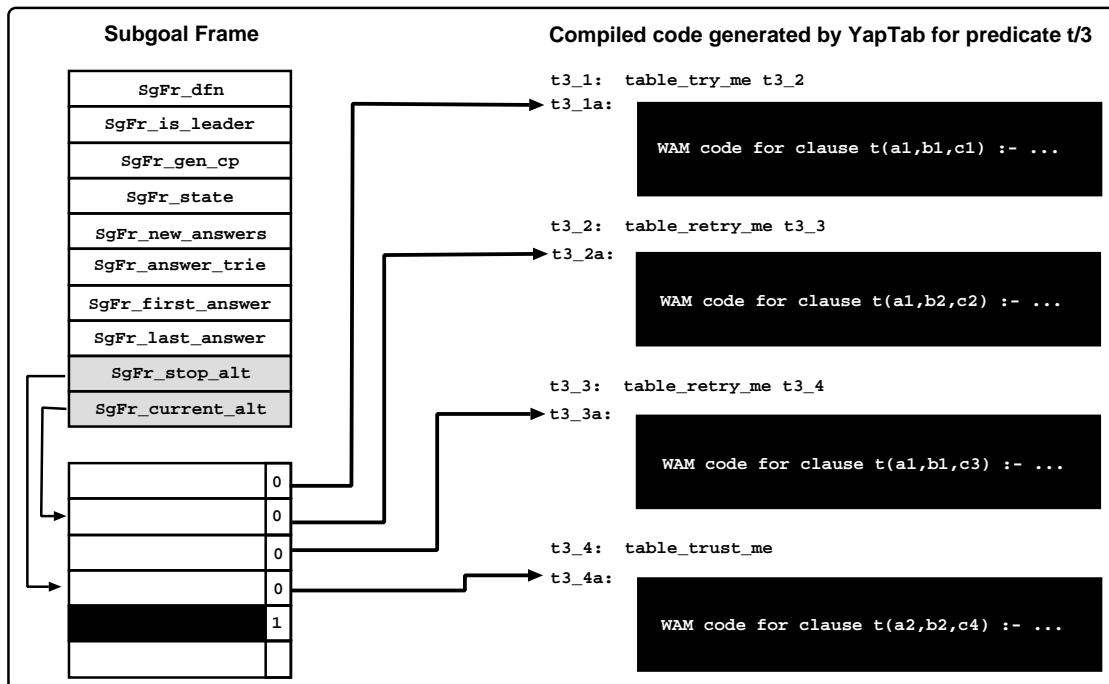 Subgoal Frame
SgFr_dfn
SgFr_is_leader
SgFr_gen_cp
SgFr_state
SgFr_new_answers
SgFr_answer_trie
SgFr_first_answer
SgFr_last_answer
SgFr_stop_alt
SgFr_current_alt
0
0
0
0
1
Compiled code generated by YapTab for predicate t/3
t3_1: table_try_me t3_2
t3_1a:
WAM code for clause t(a1,b1,c1) :- ...
t3_2: table_retry_me t3_3
t3_2a:
WAM code for clause t(a1,b2,c2) :- ...
t3_3: table_retry_me t3_4
t3_3a:
WAM code for clause t(a1,b1,c3) :- ...
t3_4: table_trust_me
t3_4a:
WAM code for clause t(a2,b2,c4) :- ...